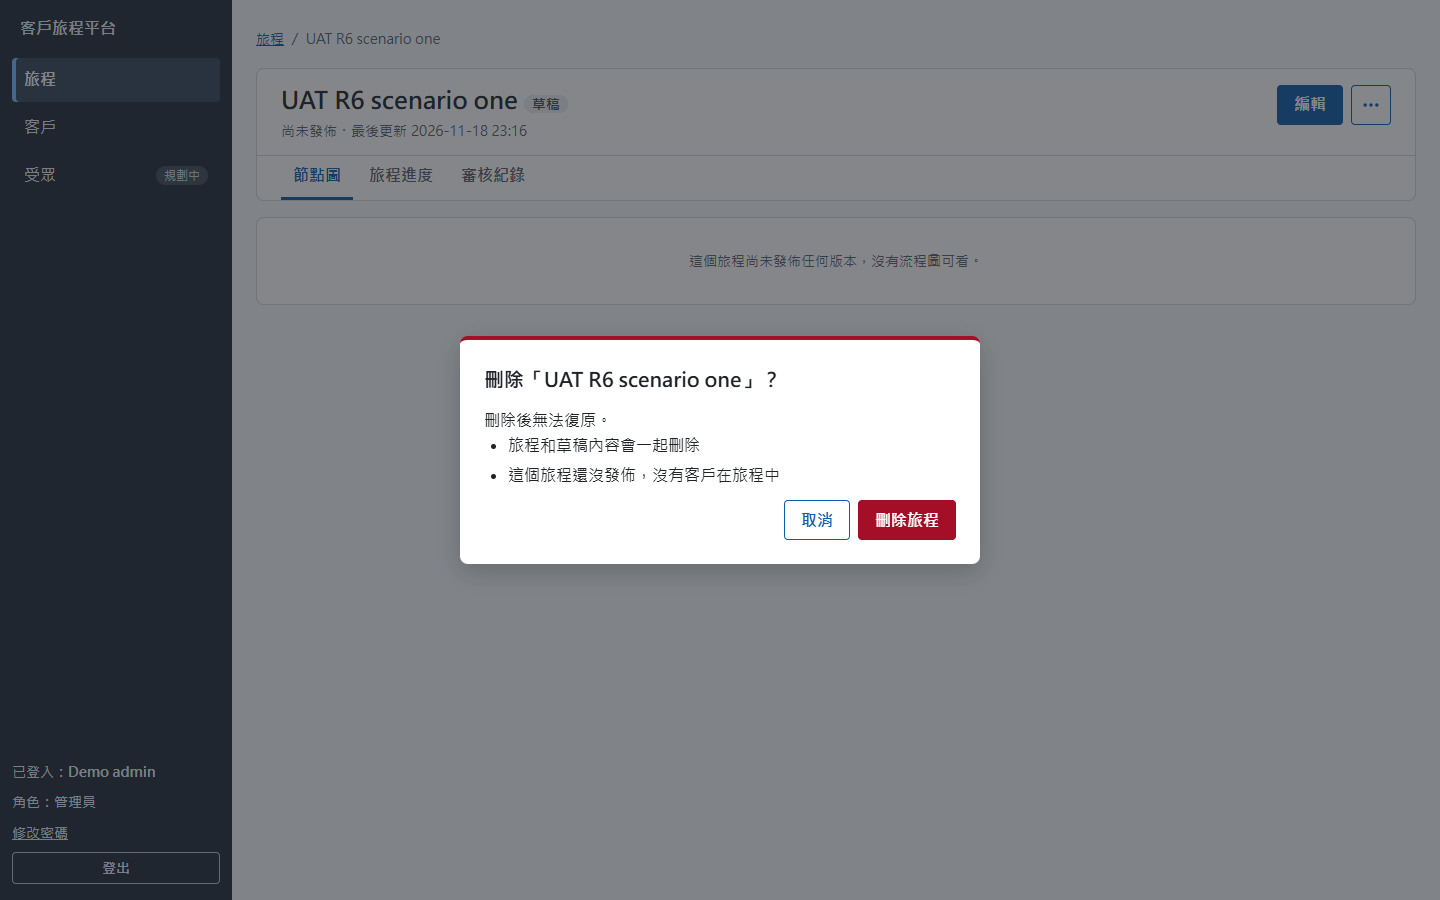 客戶旅程平台
旅程
客戶
受眾 規劃中
已登入：Demo admin
角色：管理員
修改密碼
登出
旅程 / UAT R6 scenario one
UAT R6 scenario one 草稿
尚未發佈・最後更新 2026-11-18 23:16
編輯 ⋯
節點圖 旅程進度 審核紀錄
這個旅程尚未發佈任何版本，沒有流程圖可看。
刪除「UAT R6 scenario one」？
刪除後無法復原。
• 旅程和草稿內容會一起刪除
• 這個旅程還沒發佈，沒有客戶在旅程中
取消 刪除旅程